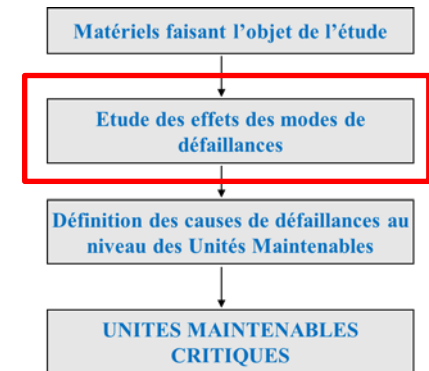 Matériels faisant l'objet de l'étude
Etude des effets des modes de
défaillances
Définition des causes de défaillances au
niveau des Unités Maintenables
UNITES MAINTENABLES
CRITIQUES